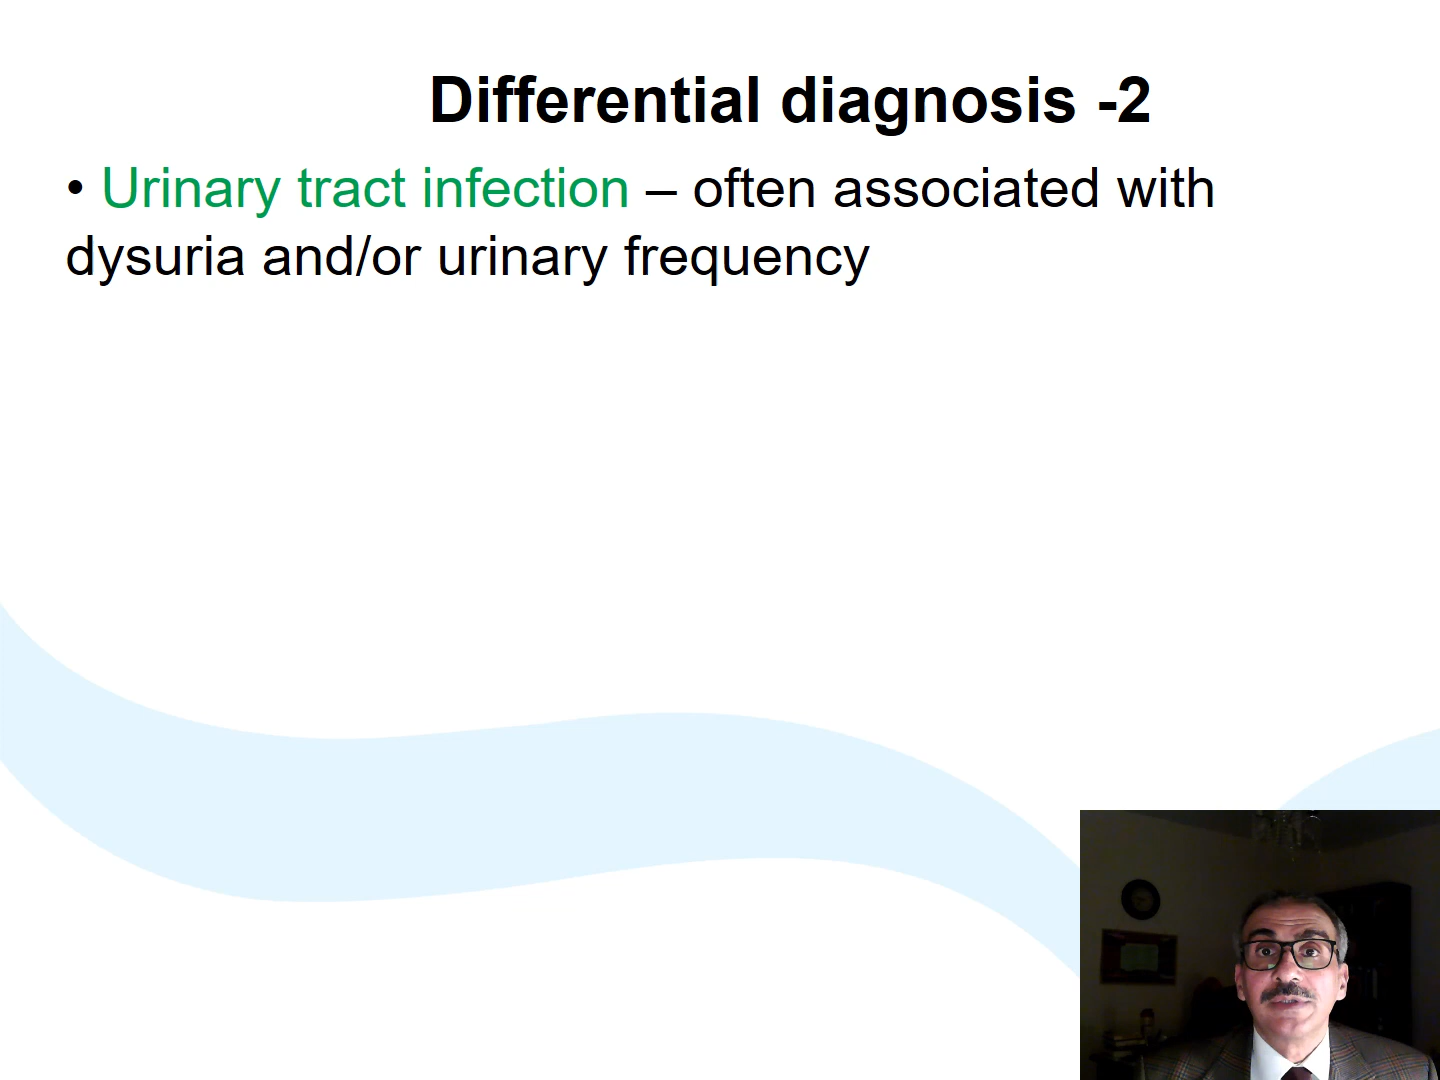 Differential diagnosis -2
• Urinary tract infection – often associated with
dysuria and/or urinary frequency